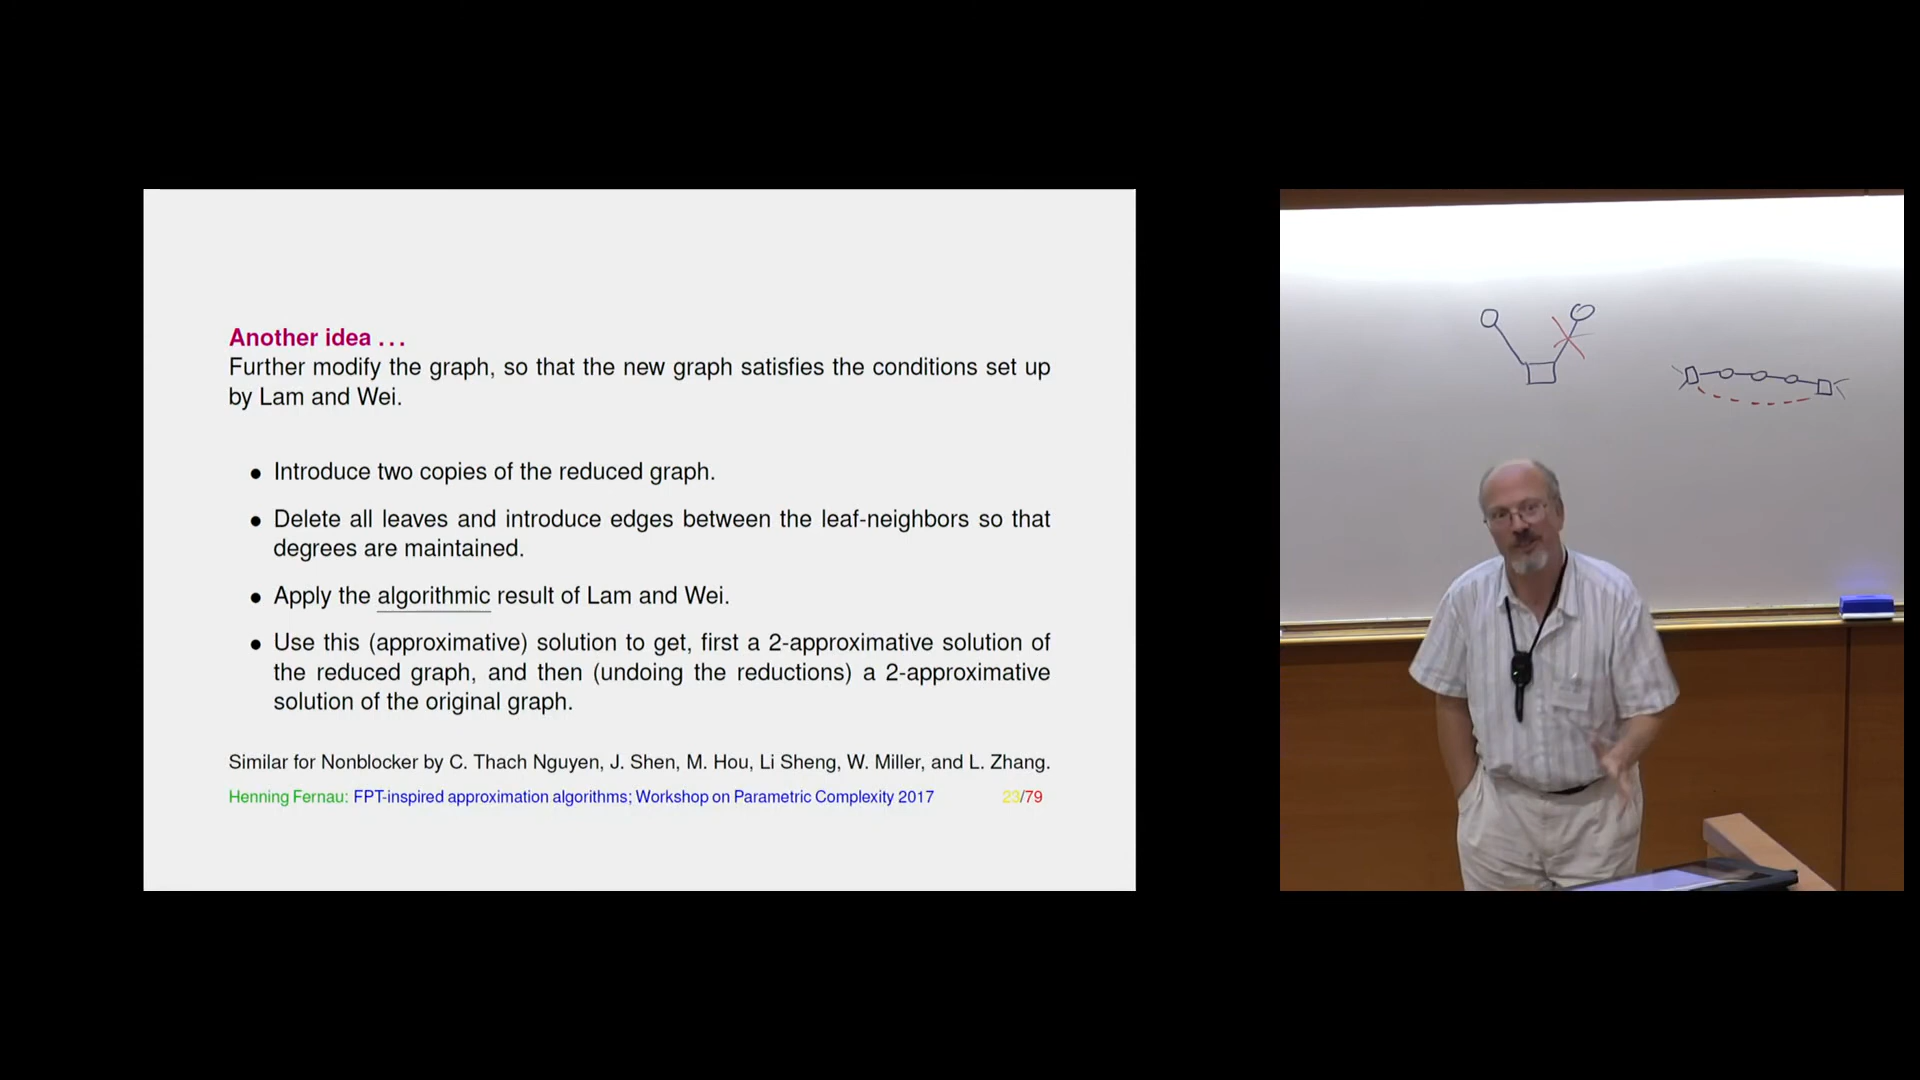 Another idea . . .
Further modify the graph, so that the new graph satisfies the conditions set up
by Lam and Wei.
• Introduce two copies of the reduced graph.
• Delete all leaves and introduce edges between the leaf-neighbors so that
degrees are maintained.
• Apply the algorithmic result of Lam and Wei.
• Use this (approximative) solution to get, first a 2-approximative solution of
the reduced graph, and then (undoing the reductions) a 2-approximative
solution of the original graph.
Similar for Nonblocker by C. Thach Nguyen, J. Shen, M. Hou, Li Sheng, W. Miller, and L. Zhang.
Henning Fernau: FPT-inspired approximation algorithms; Workshop on Parametric Complexity 2017 23/79